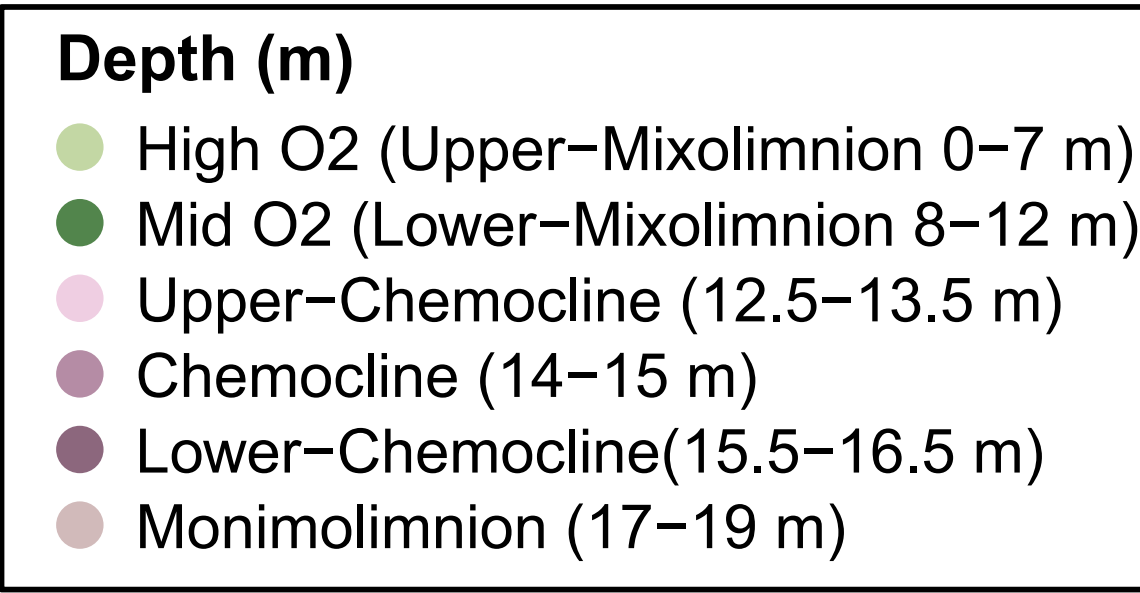 Depth (m)
High O2 (Upper−Mixolimnion 0−7 m)
Mid O2 (Lower−Mixolimnion 8−12 m)
Upper−Chemocline (12.5−13.5 m)
Chemocline (14−15 m)
Lower−Chemocline(15.5−16.5 m)
Monimolimnion (17−19 m)